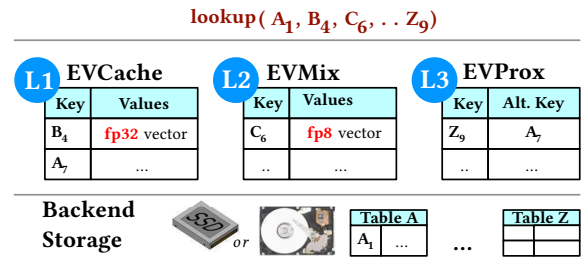 lookup( A1, B4, C6, . . Z9)
L1 EVCache
Key Values
B4 fp32 vector
A7 ...
L2 EVMix
Key Values
C6 fp8 vector
.. ...
L3 EVProx
Key Alt. Key
Z9 A7
.. ...
Backend
Storage
SSD
or
Table A
A1 ...
...
Table Z